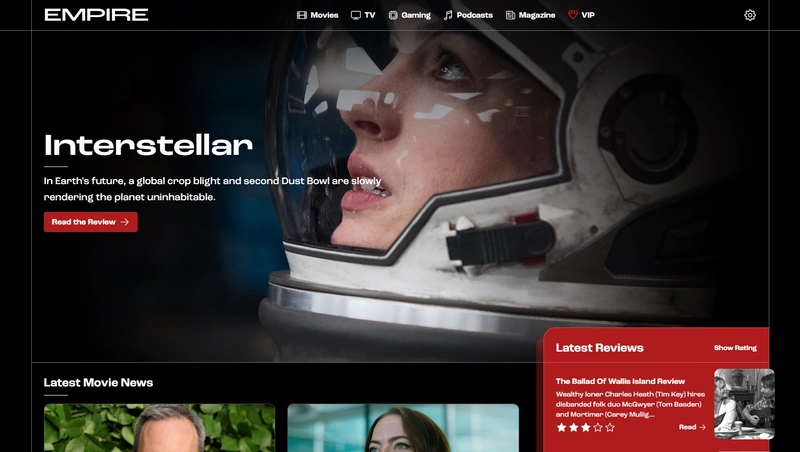 EMPIRE
Movies
TV
Gaming
Podcasts
Magazine
VIP
Interstellar
In Earth's future, a global crop blight and second Dust Bowl are slowly
rendering the planet uninhabitable.
Read the Review
Latest Reviews
Show Rating
Latest Movie News
The Ballad Of Wallis Island Review
Wealthy loner Charles Heath (Tim Key) hires
disbanded folk duo McGwyer (Tom Basden)
and Mortimer (Carey Mullig...
Read